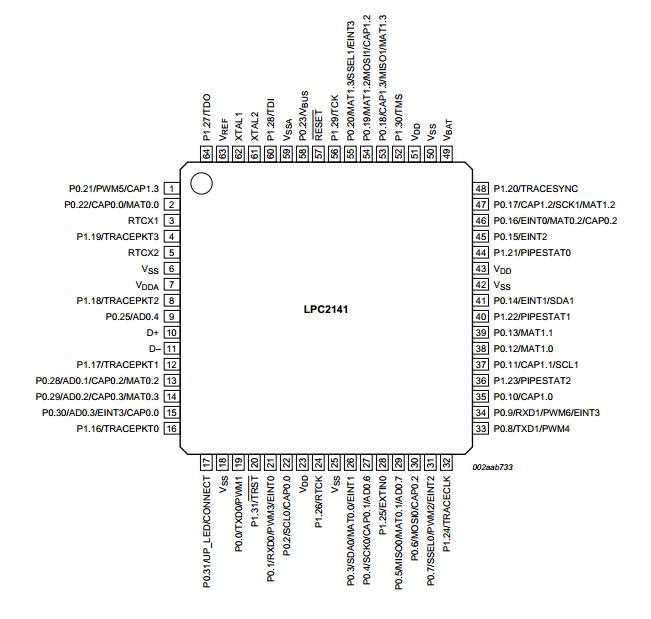 P1.27/TDO
VREF
XTAL1
XTAL2
P1.28/TDI
VSSA
P0.23/VBUS
RESET
P1.29/TCK
P0.20/MAT1.3/SSEL1/EINT3
P0.19/MAT1.2/MOSI1/CAP1.2
P0.18/CAP1.3/MISO1/MAT1.3
P1.30/TMS
VDD
VSS
VBAT
64 63 62 61 60 59 58 57 56 55 54 53 52 51 50 49
P0.21/PWM5/CAP1.3 1
P0.22/CAP0.0/MAT0.0 2
RTCX1 3
P1.19/TRACEPKT3 4
RTCX2 5
VSS 6
VDDA 7
P1.18/TRACEPKT2 8
P0.25/AD0.4 9
D+ 10
D− 11
P1.17/TRACEPKT1 12
P0.28/AD0.1/CAP0.2/MAT0.2 13
P0.29/AD0.2/CAP0.3/MAT0.3 14
P0.30/AD0.3/EINT3/CAP0.0 15
P1.16/TRACEPKT0 16
LPC2141
48 P1.20/TRACESYNC
47 P0.17/CAP1.2/SCK1/MAT1.2
46 P0.16/EINT0/MAT0.2/CAP0.2
45 P0.15/EINT2
44 P1.21/PIPESTAT0
43 VDD
42 VSS
41 P0.14/EINT1/SDA1
40 P1.22/PIPESTAT1
39 P0.13/MAT1.1
38 P0.12/MAT1.0
37 P0.11/CAP1.1/SCL1
36 P1.23/PIPESTAT2
35 P0.10/CAP1.0
34 P0.9/RXD1/PWM6/EINT3
33 P0.8/TXD1/PWM4
17 18 19 20 21 22 23 24 25 26 27 28 29 30 31 32
002aab733
P0.31/UP_LED/CONNECT
VSS
P0.0/TXD0/PWM1
P1.31/TRST
P0.1/RXD0/PWM3/EINT0
P0.2/SCL0/CAP0.0
VDD
P1.26/RTCK
VSS
P0.3/SDA0/MAT0.0/EINT1
P0.4/SCK0/CAP0.1/AD0.6
P1.25/EXTIN0
P0.5/MISO0/MAT0.1/AD0.7
P0.6/MOSI0/CAP0.2
P0.7/SSEL0/PWM2/EINT2
P1.24/TRACECLK